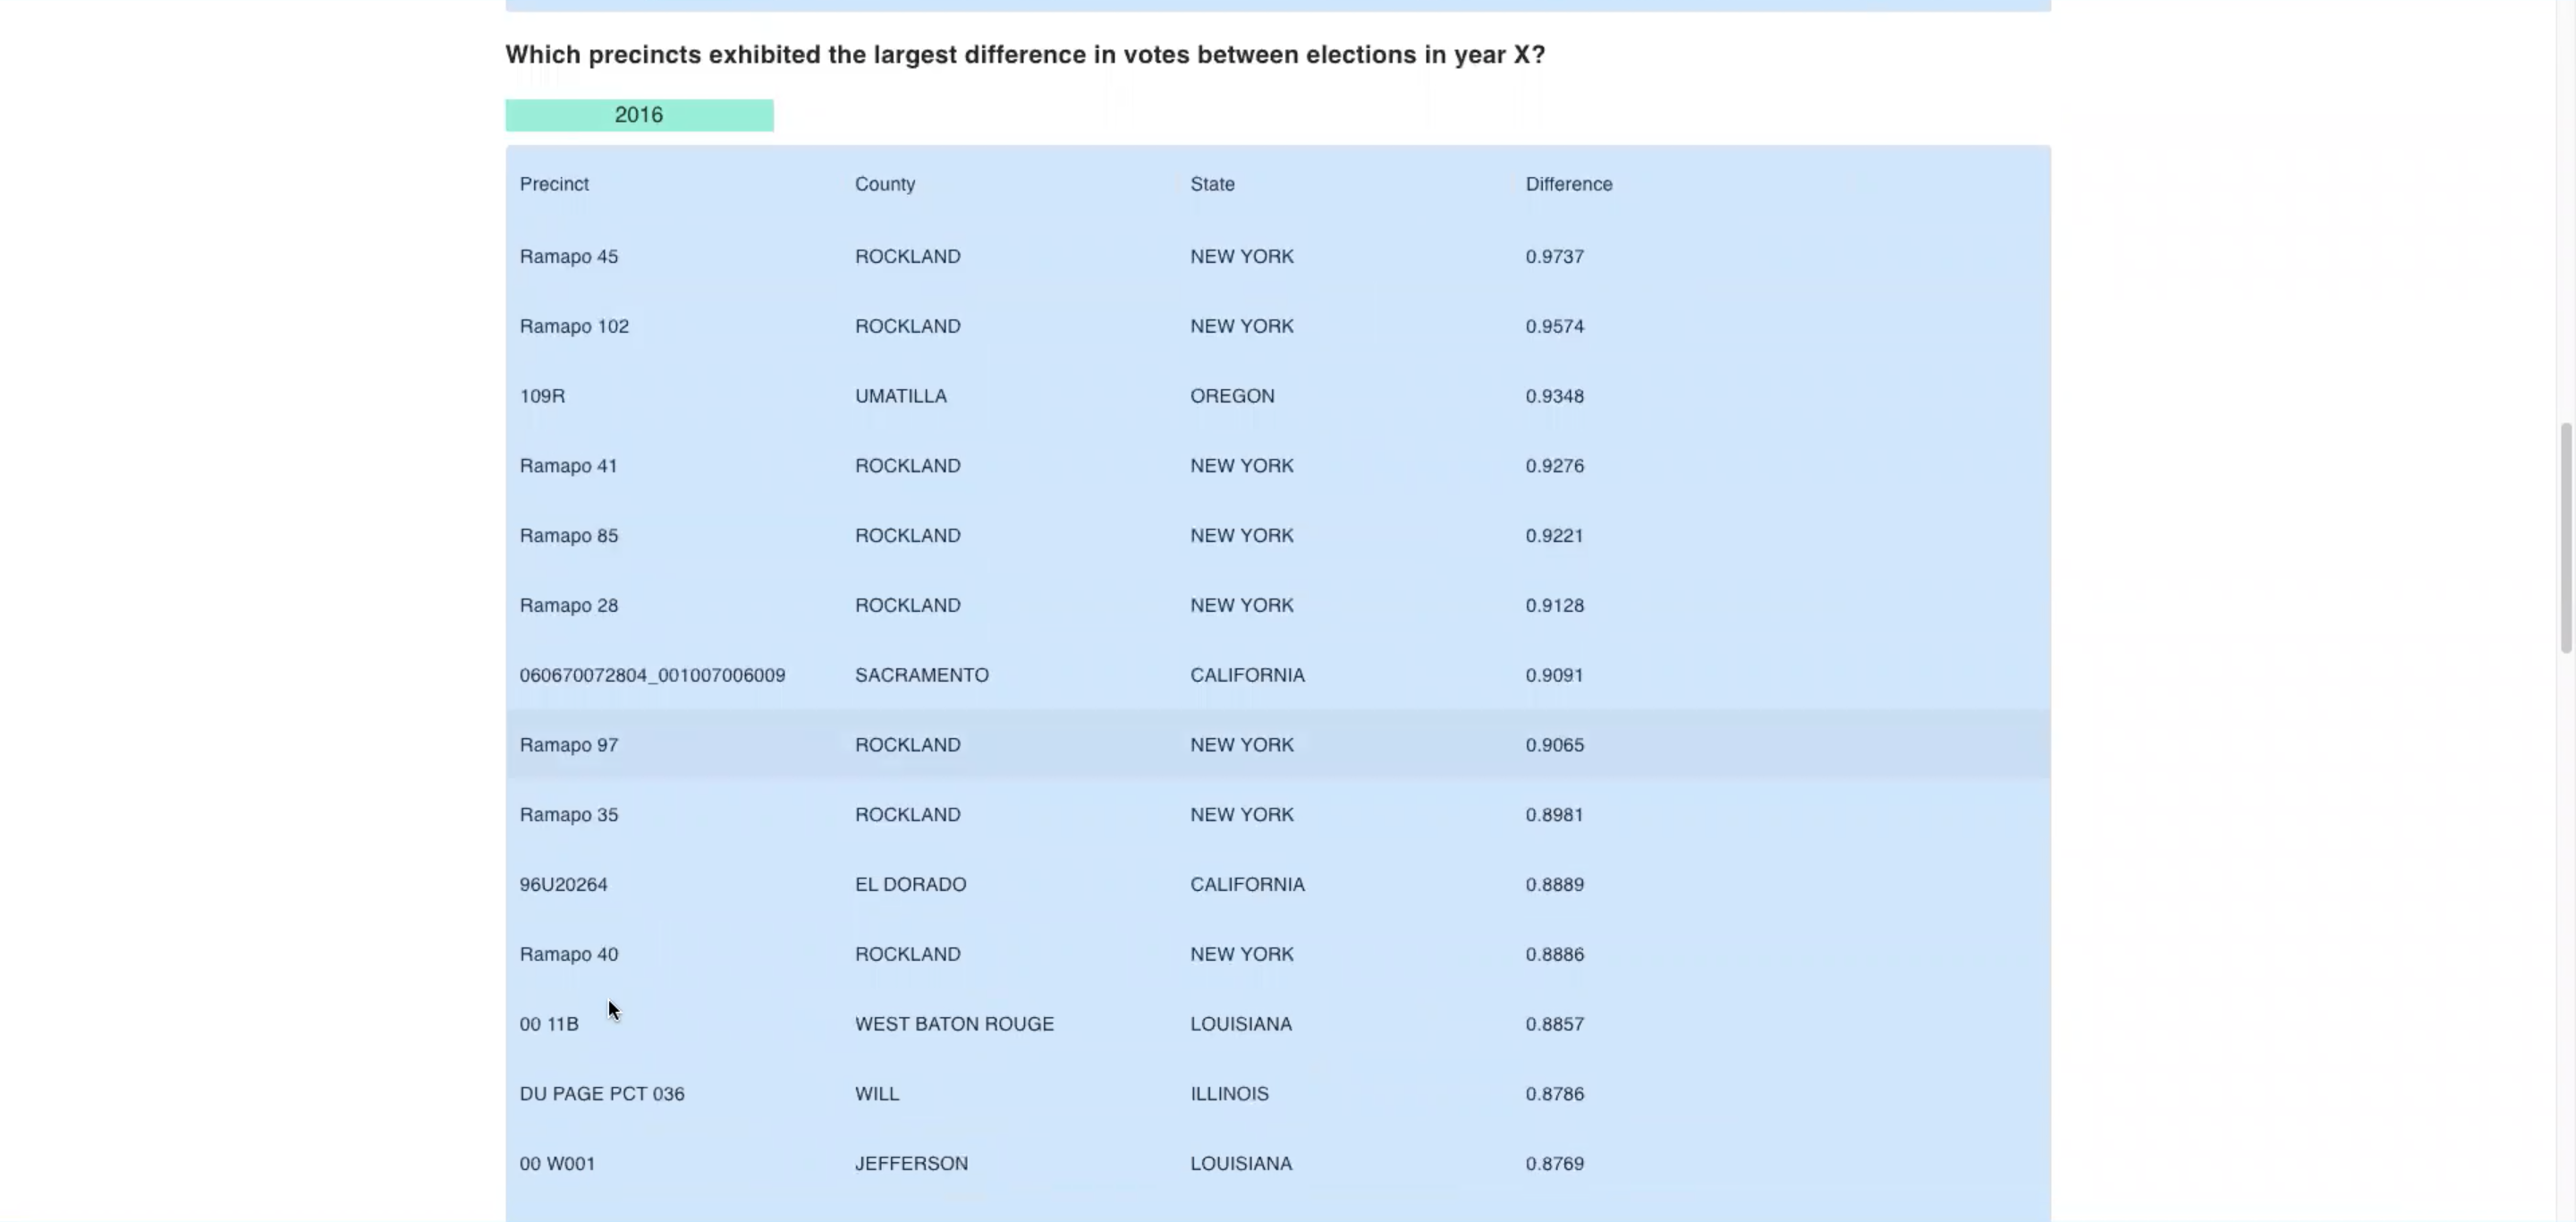 Which precincts exhibited the largest difference in votes between elections in year X?
2016
Precinct County State Difference
Ramapo 45 ROCKLAND NEW YORK 0.9737
Ramapo 102 ROCKLAND NEW YORK 0.9574
109R UMATILLA OREGON 0.9348
Ramapo 41 ROCKLAND NEW YORK 0.9276
Ramapo 85 ROCKLAND NEW YORK 0.9221
Ramapo 28 ROCKLAND NEW YORK 0.9128
060670072804_001007006009 SACRAMENTO CALIFORNIA 0.9091
Ramapo 97 ROCKLAND NEW YORK 0.9065
Ramapo 35 ROCKLAND NEW YORK 0.8981
96U20264 EL DORADO CALIFORNIA 0.8889
Ramapo 40 ROCKLAND NEW YORK 0.8886
00 11B WEST BATON ROUGE LOUISIANA 0.8857
DU PAGE PCT 036 WILL ILLINOIS 0.8786
00 W001 JEFFERSON LOUISIANA 0.8769